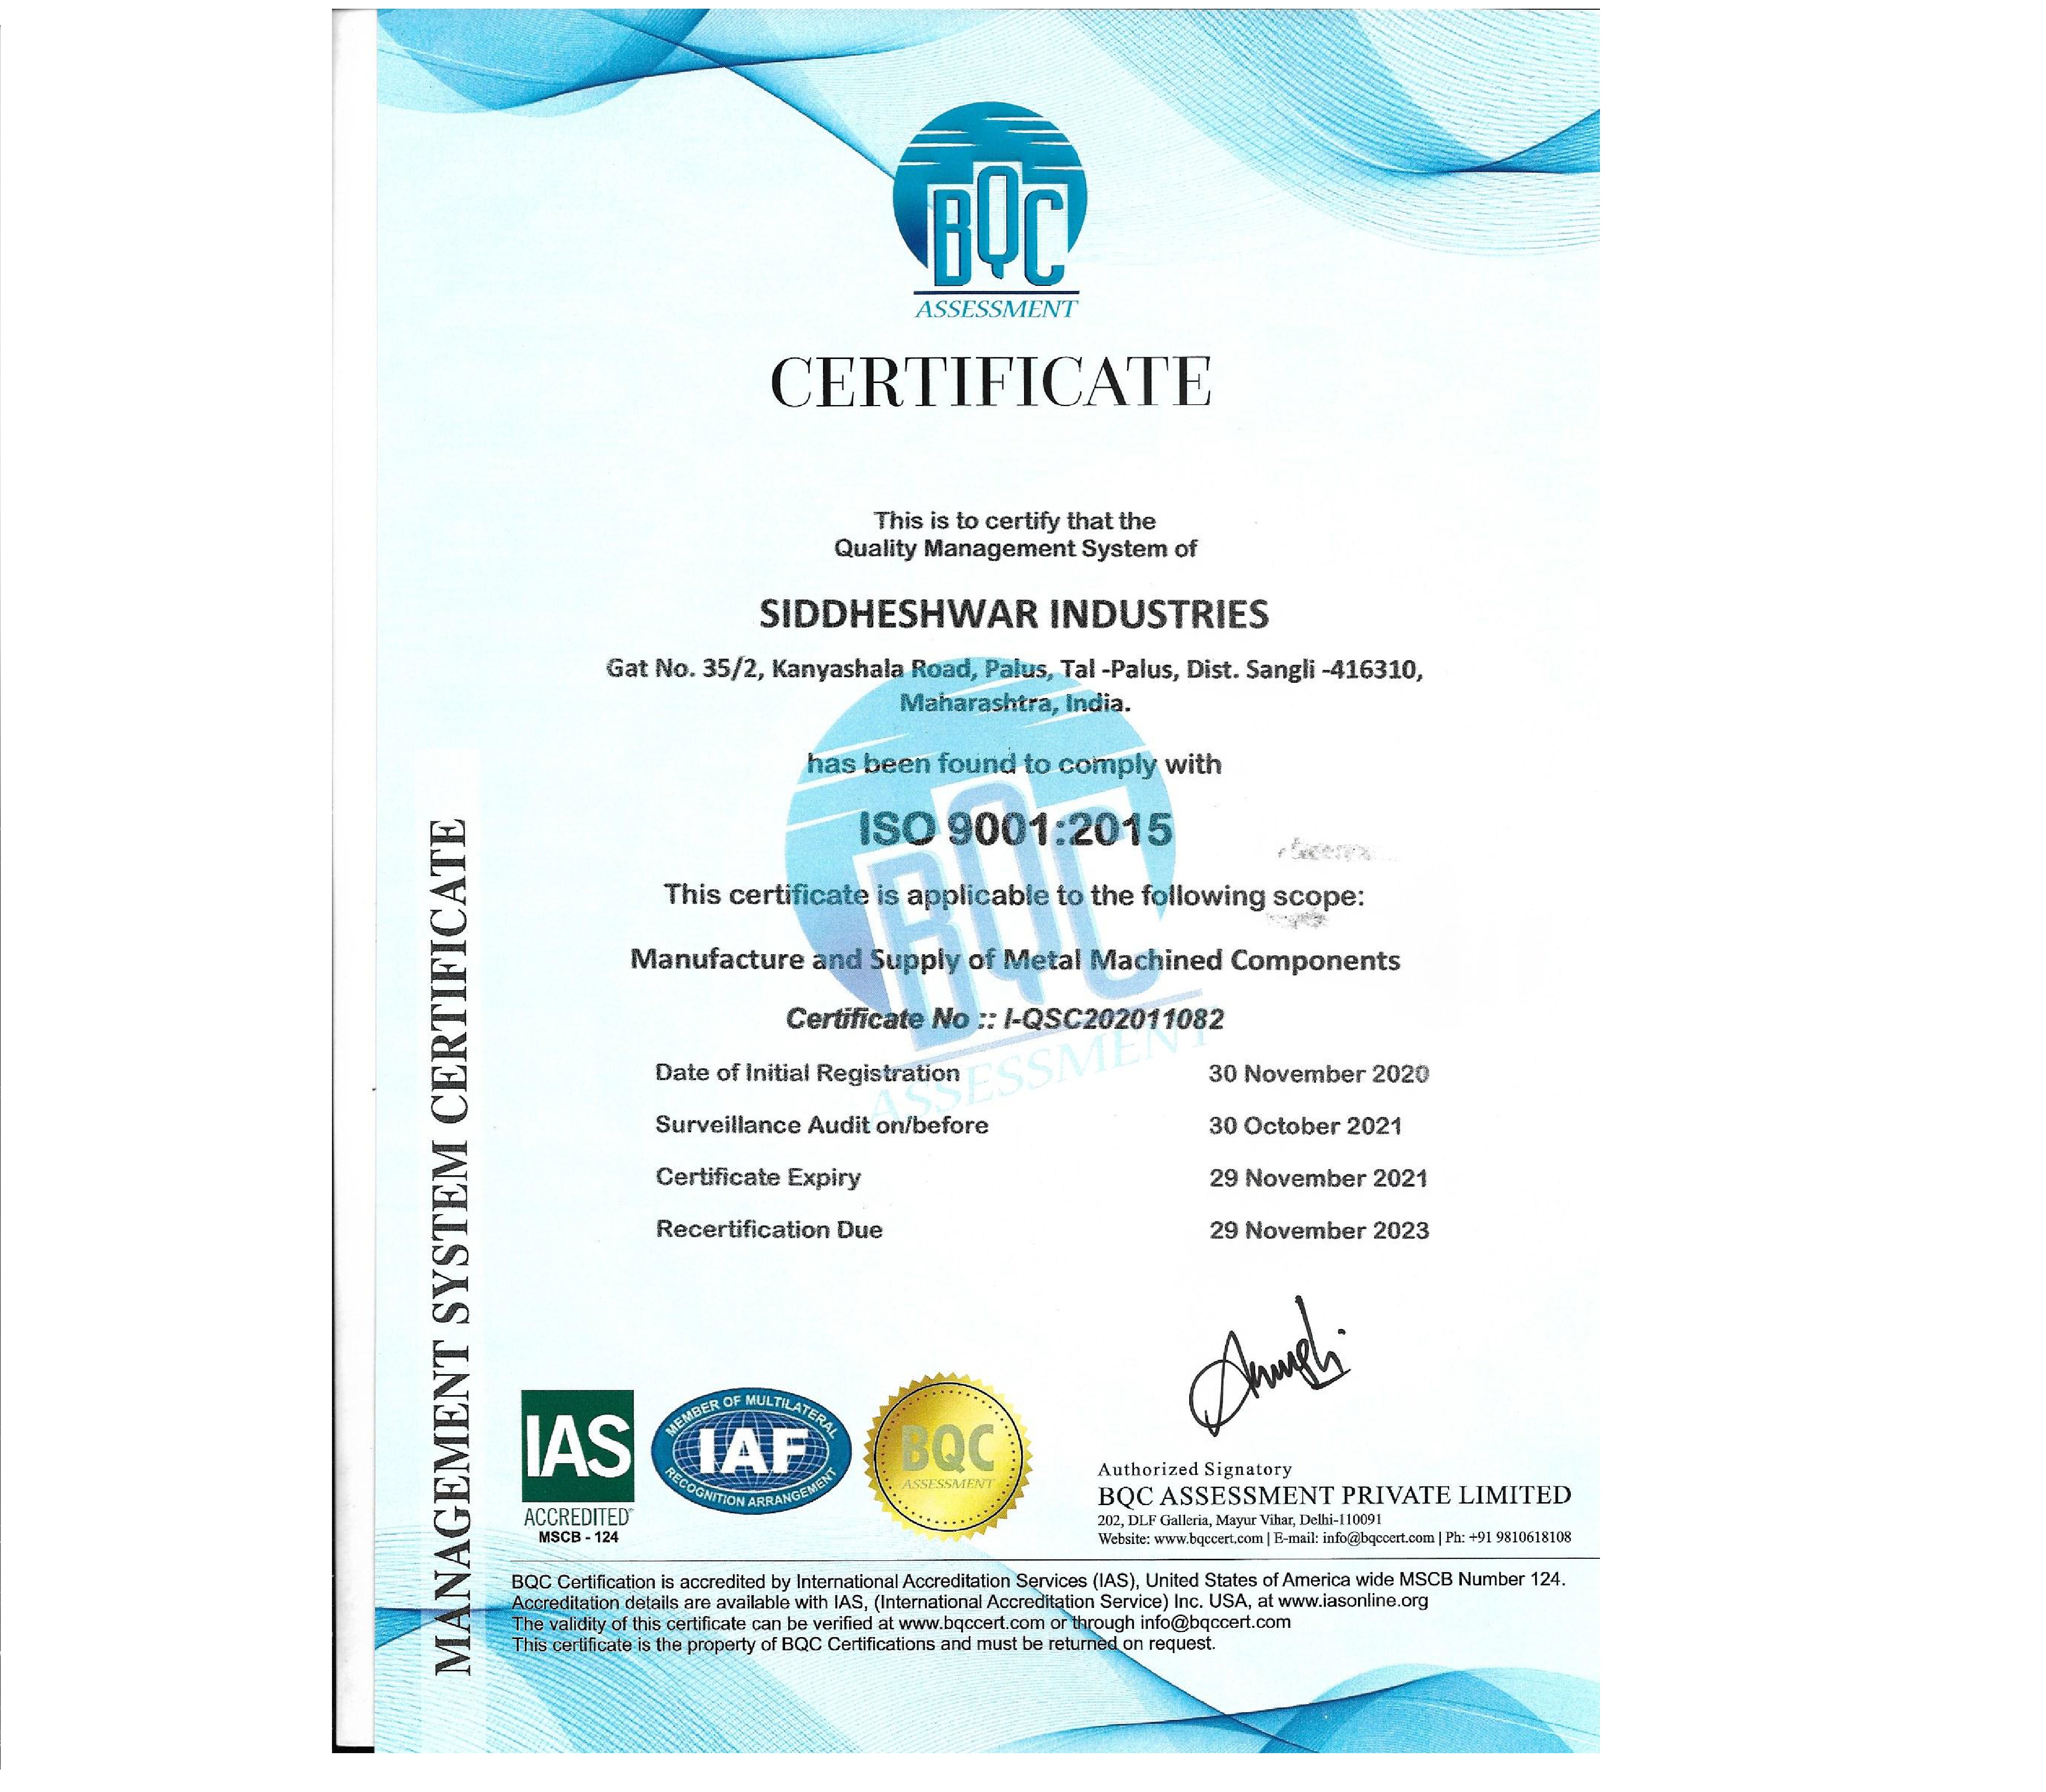 BQC
ASSESSMENT
CERTIFICATE
This is to certify that the
Quality Management System of
SIDDHESHWAR INDUSTRIES
Gat No. 35/2, Kanyashala Road, Palus, Tal -Palus, Dist. Sangli -416310,
Maharashtra, India.
has been found to comply with
ISO 9001:2015
This certificate is applicable to the following scope:
Manufacture and Supply of Metal Machined Components
Certificate No :: I-QSC202011082
BQC
ASSESSMENT
Date of Initial Registration 30 November 2020
Surveillance Audit on/before 30 October 2021
Certificate Expiry 29 November 2021
Recertification Due 29 November 2023
MANAGEMENT SYSTEM CERTIFICATE
IAS
ACCREDITED
MSCB - 124
MEMBER OF MULTILATERAL
IAF
RECOGNITION ARRANGEMENT
BQC
ASSESSMENT
Authorized Signatory
BQC ASSESSMENT PRIVATE LIMITED
202, DLF Galleria, Mayur Vihar, Delhi-110091
Website: www.bqccert.com | E-mail: info@bqccert.com | Ph: +91 9810618108
BQC Certification is accredited by International Accreditation Services (IAS), United States of America wide MSCB Number 124.
Accreditation details are available with IAS, (International Accreditation Service) Inc. USA, at www.iasonline.org
The validity of this certificate can be verified at www.bqccert.com or through info@bqccert.com
This certificate is the property of BQC Certifications and must be returned on request.